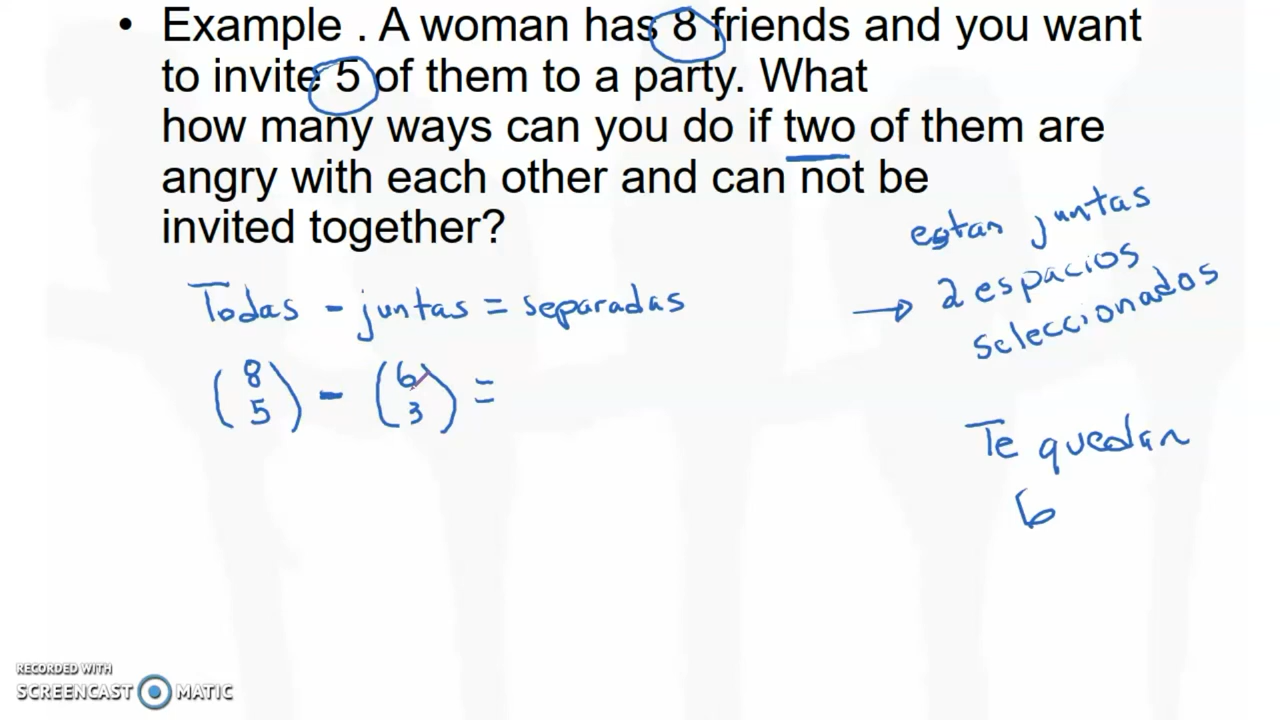 • Example . A woman has 8 friends and you want
to invite 5 of them to a party. What
how many ways can you do if two of them are
angry with each other and can not be
invited together?
estan juntas
→ 2 espacios
seleccionados
Todas - juntas = separadas
(8 5) - (6 3) =
Te quedan
6
RECORDED WITH
SCREENCAST MATIC